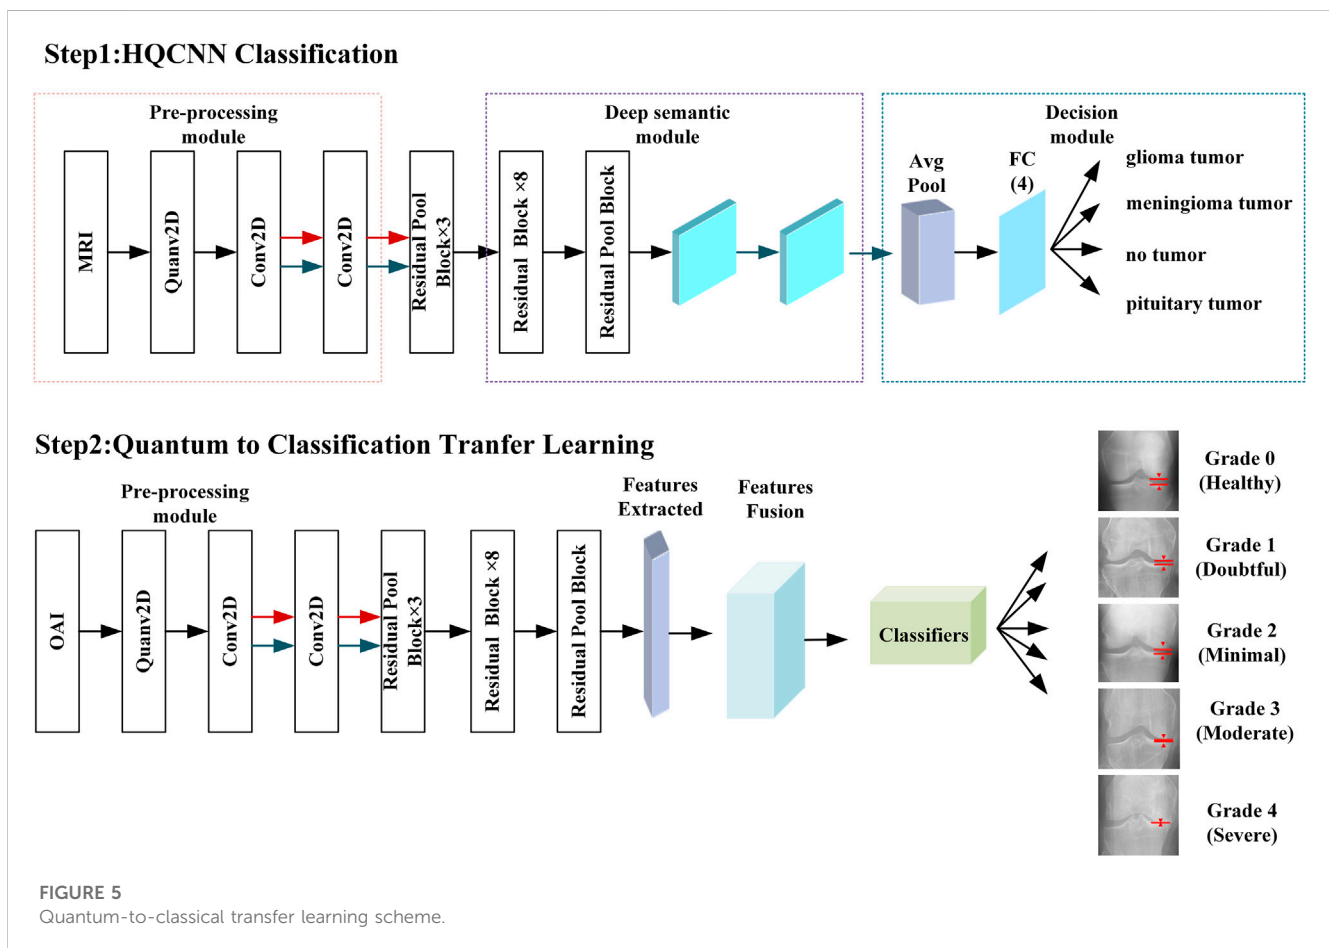 Step1:HQCNN Classification
Pre-processing
module
MRI
Quanv2D
Conv2D
Conv2D
Residual Pool
Block×3
Deep semantic
module
Residual Block ×8
Residual Pool Block
Decision
module
Avg
Pool
FC
(4)
glioma tumor
meningioma tumor
no tumor
pituitary tumor
Step2:Quantum to Classification Tranfer Learning
Pre-processing
module
OAI
Quanv2D
Conv2D
Conv2D
Residual Pool
Block×3
Residual Block ×8
Residual Pool Block
Features
Extracted
Features
Fusion
Classifiers
Grade 0
(Healthy)
Grade 1
(Doubtful)
Grade 2
(Minimal)
Grade 3
(Moderate)
Grade 4
(Severe)
FIGURE 5
Quantum-to-classical transfer learning scheme.